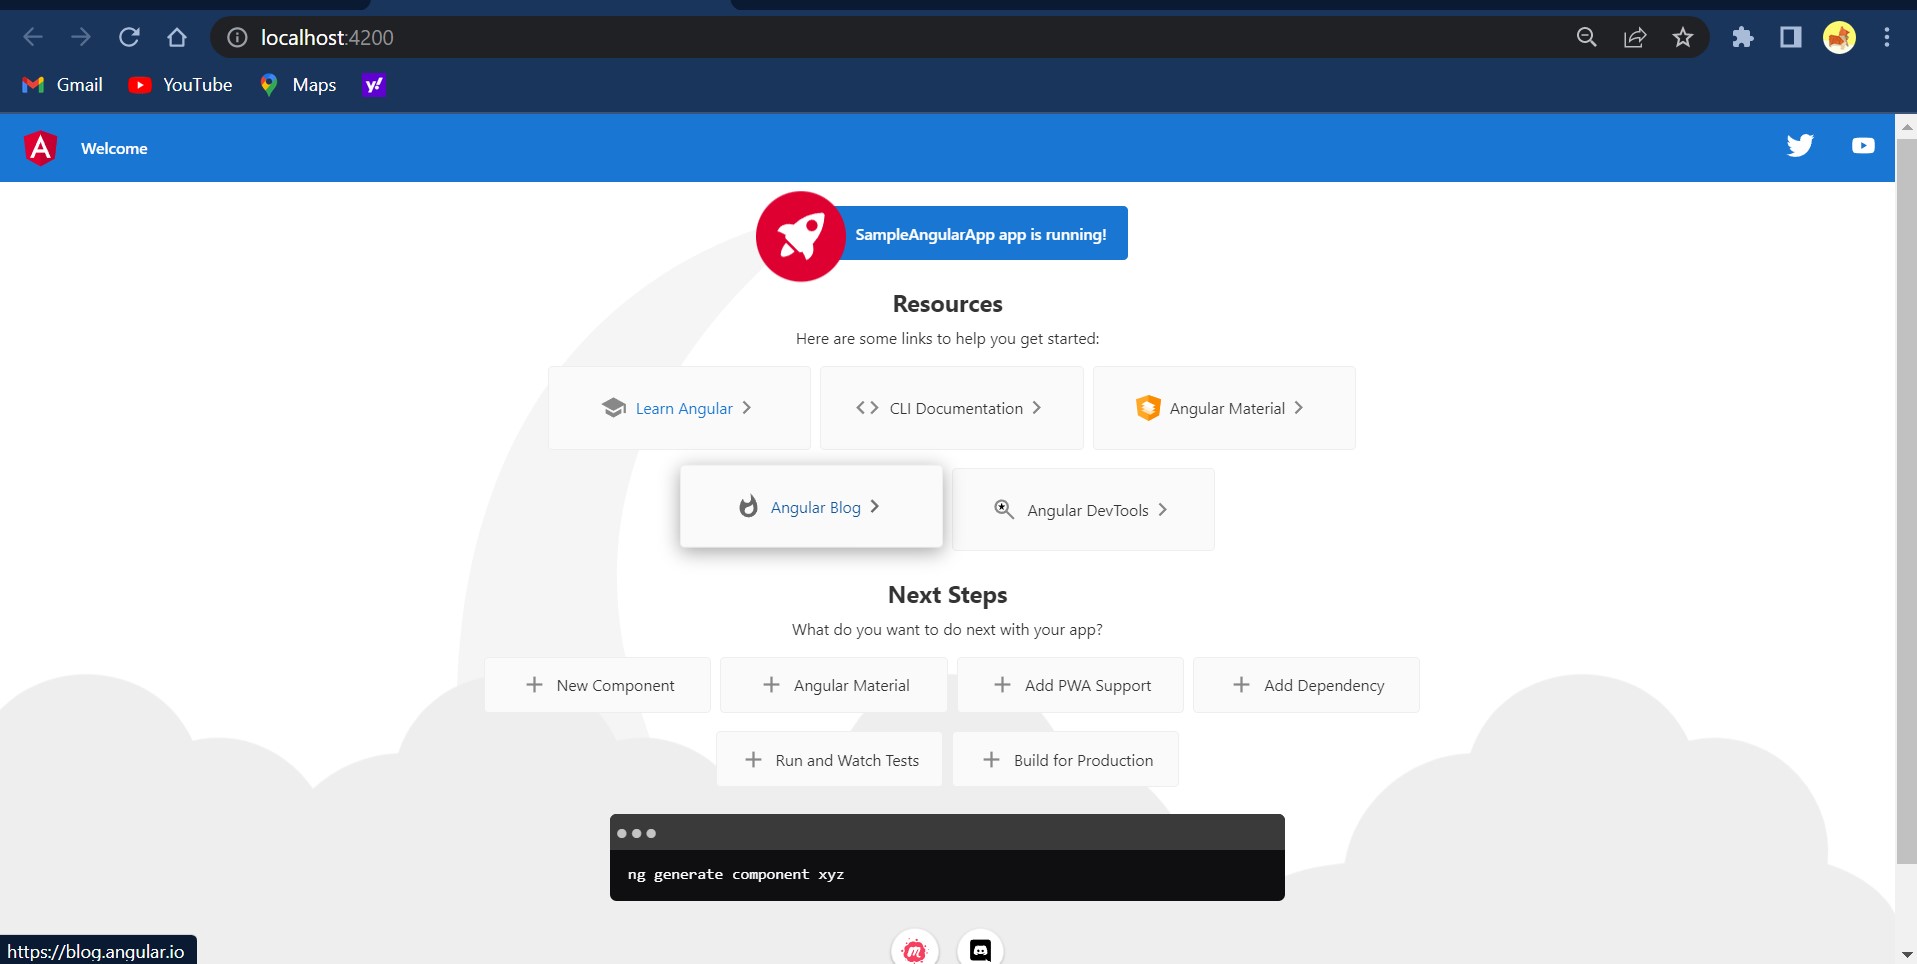 localhost:4200
Gmail YouTube Maps y!
Welcome
SampleAngularApp app is running!
Resources
Here are some links to help you get started:
Learn Angular CLI Documentation Angular Material
Angular Blog Angular DevTools
Next Steps
What do you want to do next with your app?
New Component Angular Material Add PWA Support Add Dependency
Run and Watch Tests Build for Production
ng generate component xyz
https://blog.angular.io